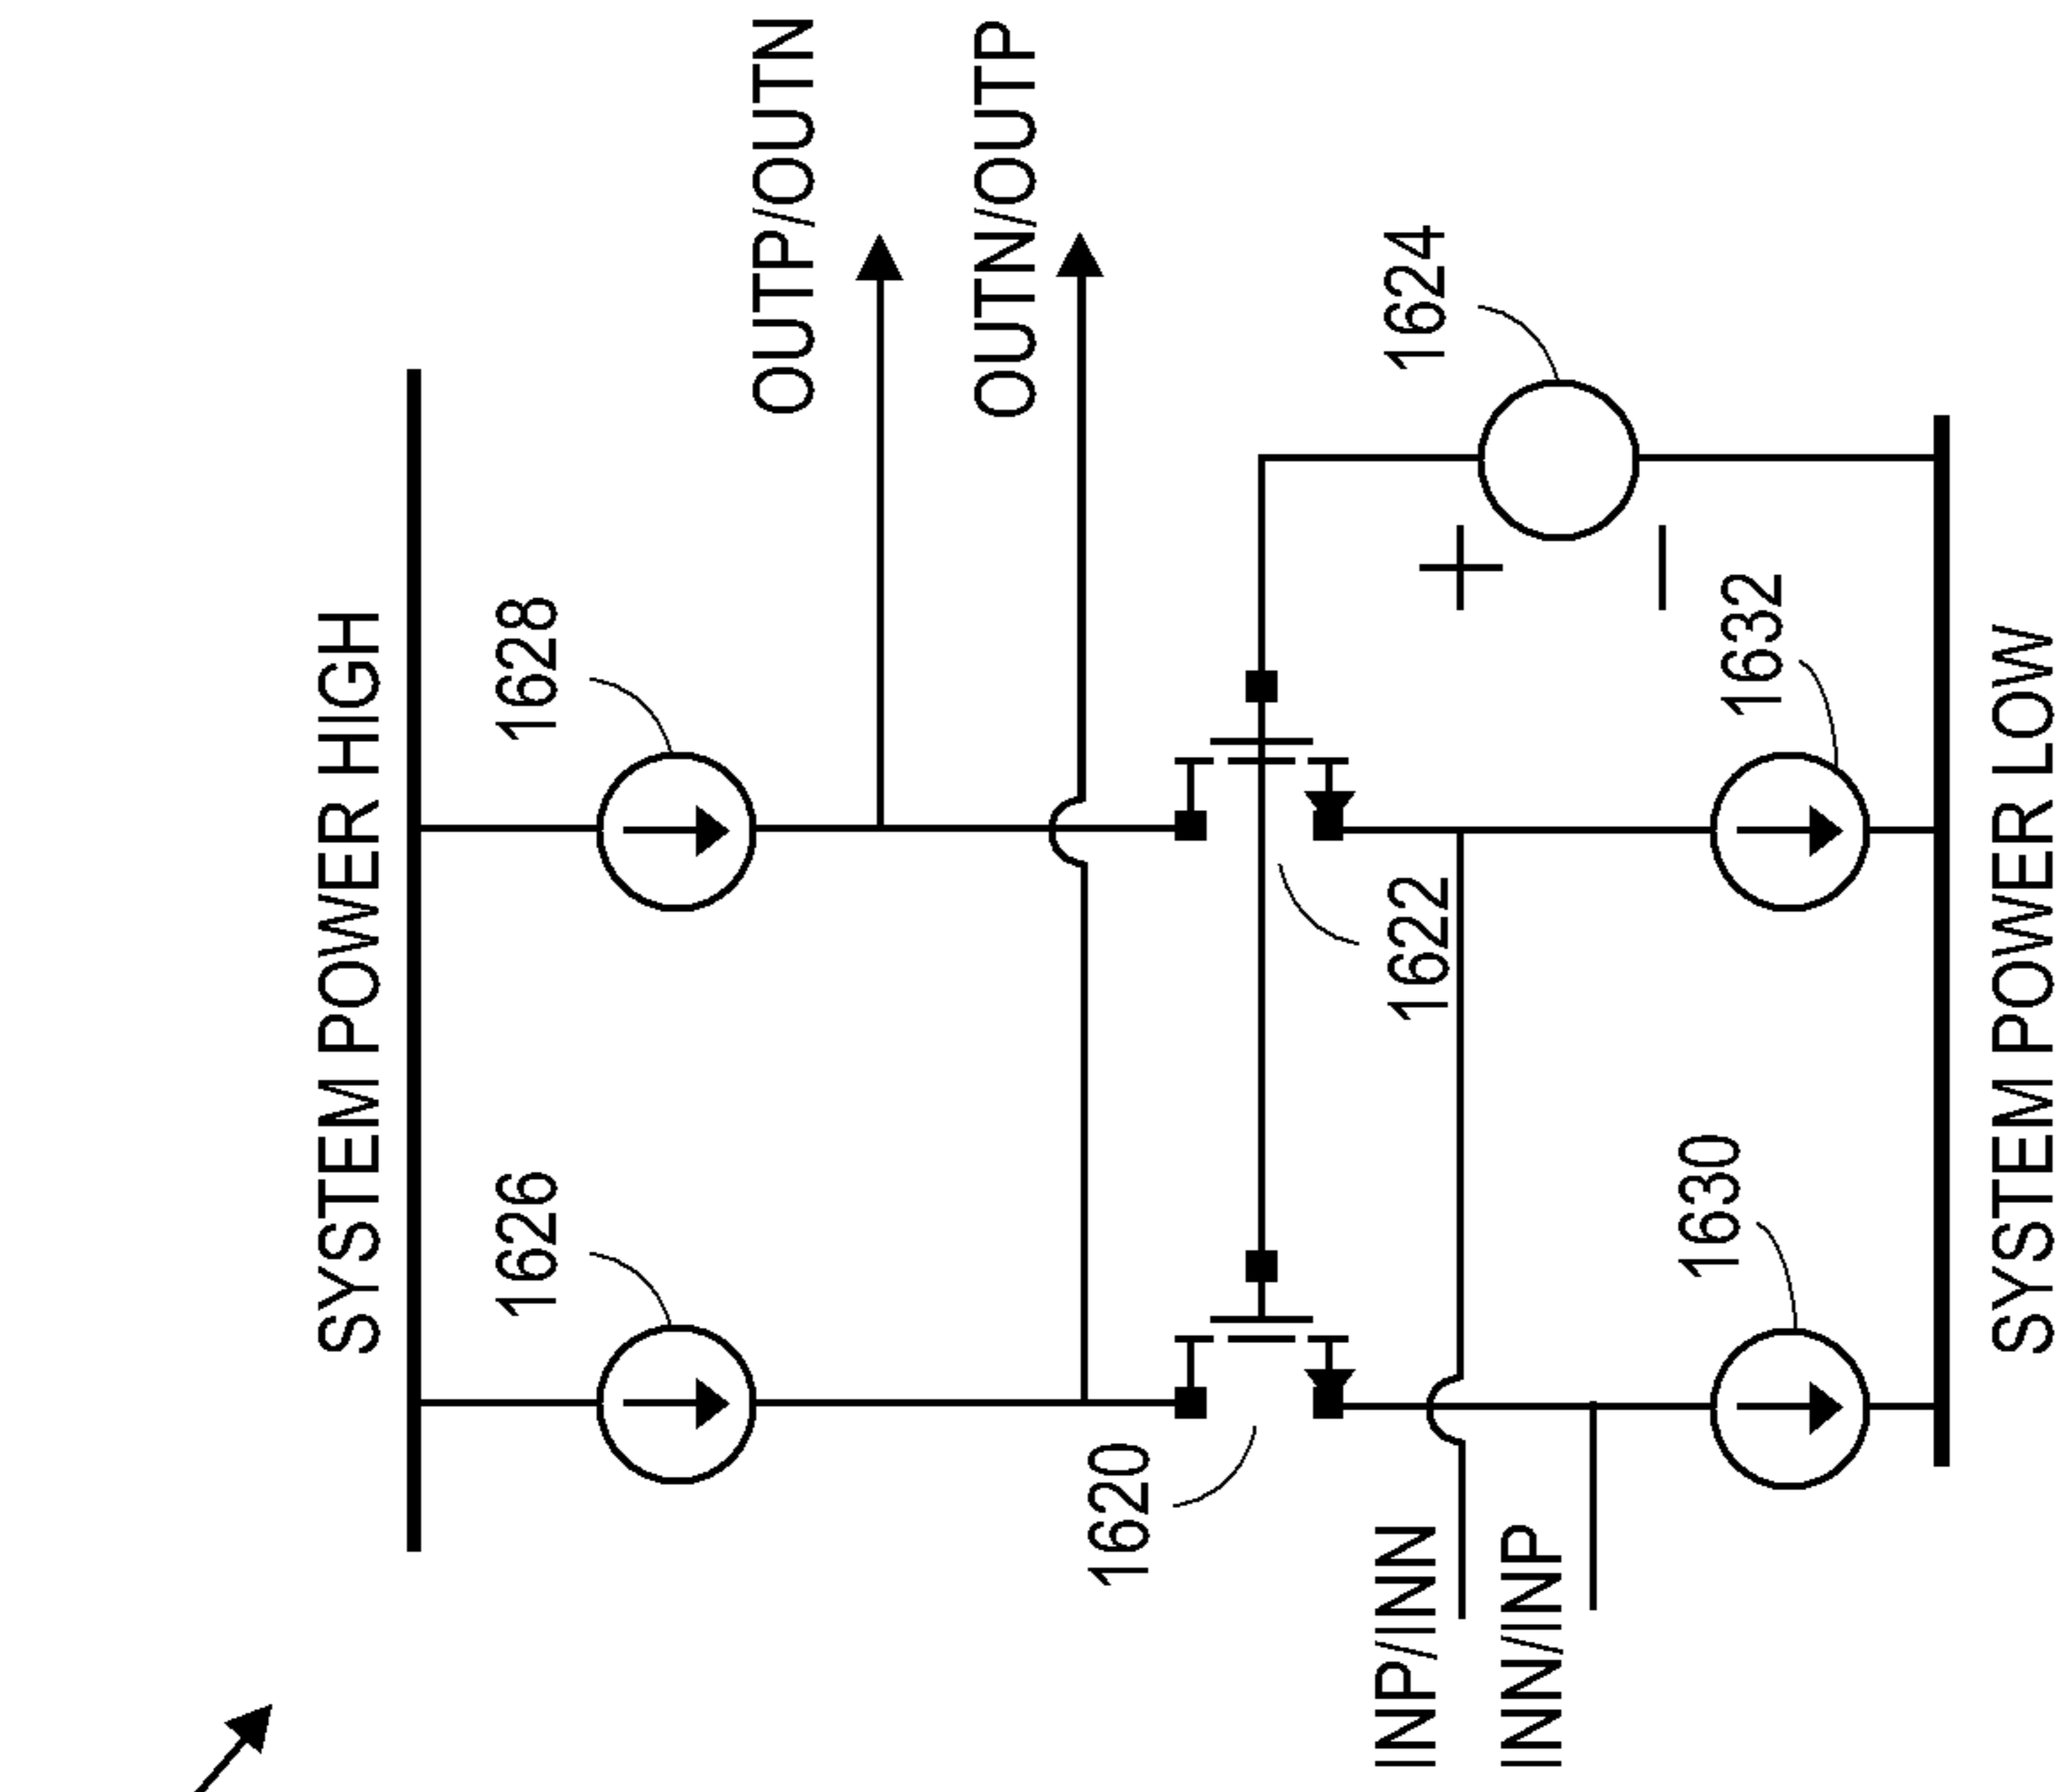 SYSTEM POWER HIGH
1626
1628
OUTP/OUTN
OUTN/OUTP
1620
1622
1624
INP/INN
INN/INP
1630
1632
+
−
SYSTEM POWER LOW